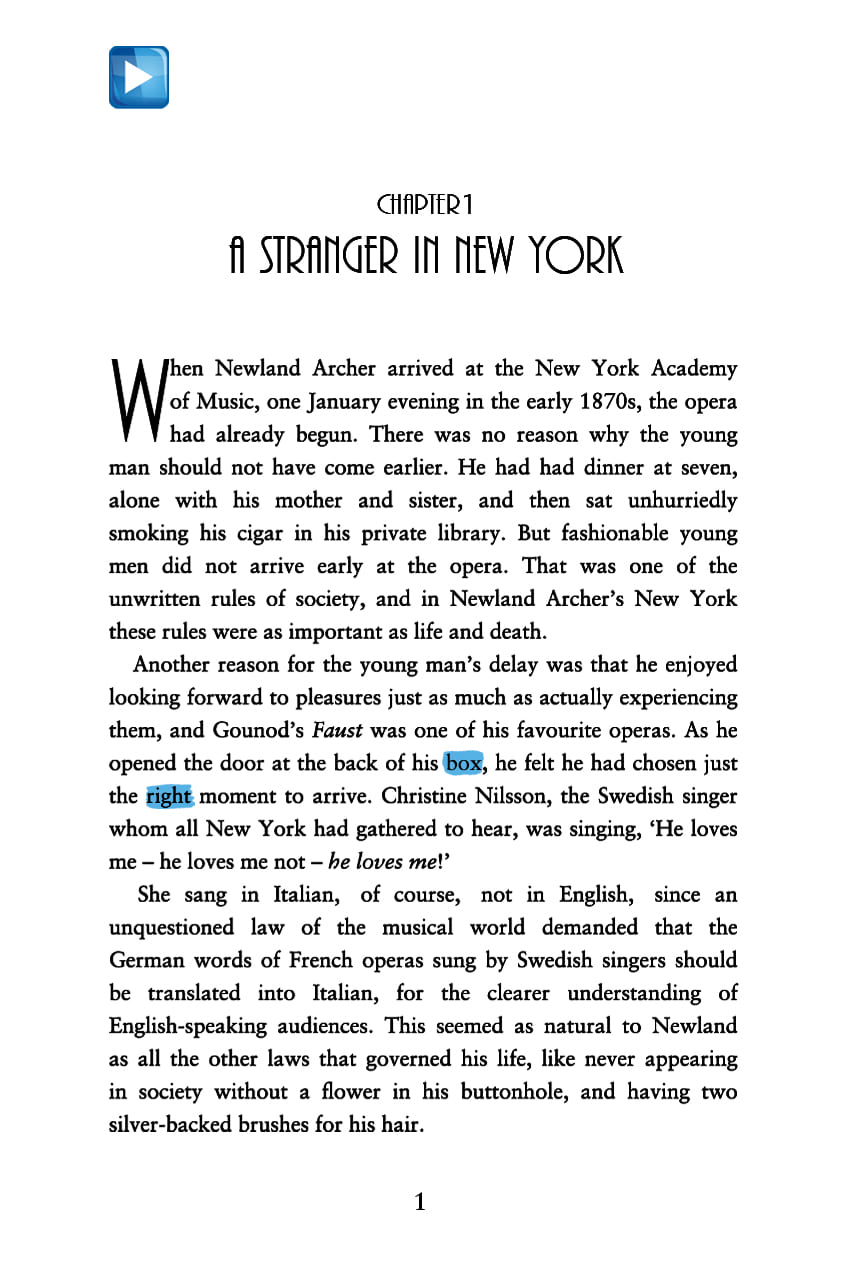 CHAPTER 1
A STRANGER IN NEW YORK
When Newland Archer arrived at the New York Academy
of Music, one January evening in the early 1870s, the opera
had already begun. There was no reason why the young
man should not have come earlier. He had had dinner at seven,
alone with his mother and sister, and then sat unhurriedly
smoking his cigar in his private library. But fashionable young
men did not arrive early at the opera. That was one of the
unwritten rules of society, and in Newland Archer’s New York
these rules were as important as life and death.
Another reason for the young man’s delay was that he enjoyed
looking forward to pleasures just as much as actually experiencing
them, and Gounod’s Faust was one of his favourite operas. As he
opened the door at the back of his box, he felt he had chosen just
the right moment to arrive. Christine Nilsson, the Swedish singer
whom all New York had gathered to hear, was singing, ‘He loves
me – he loves me not – he loves me!’
She sang in Italian, of course, not in English, since an
unquestioned law of the musical world demanded that the
German words of French operas sung by Swedish singers should
be translated into Italian, for the clearer understanding of
English-speaking audiences. This seemed as natural to Newland
as all the other laws that governed his life, like never appearing
in society without a flower in his buttonhole, and having two
silver-backed brushes for his hair.
1